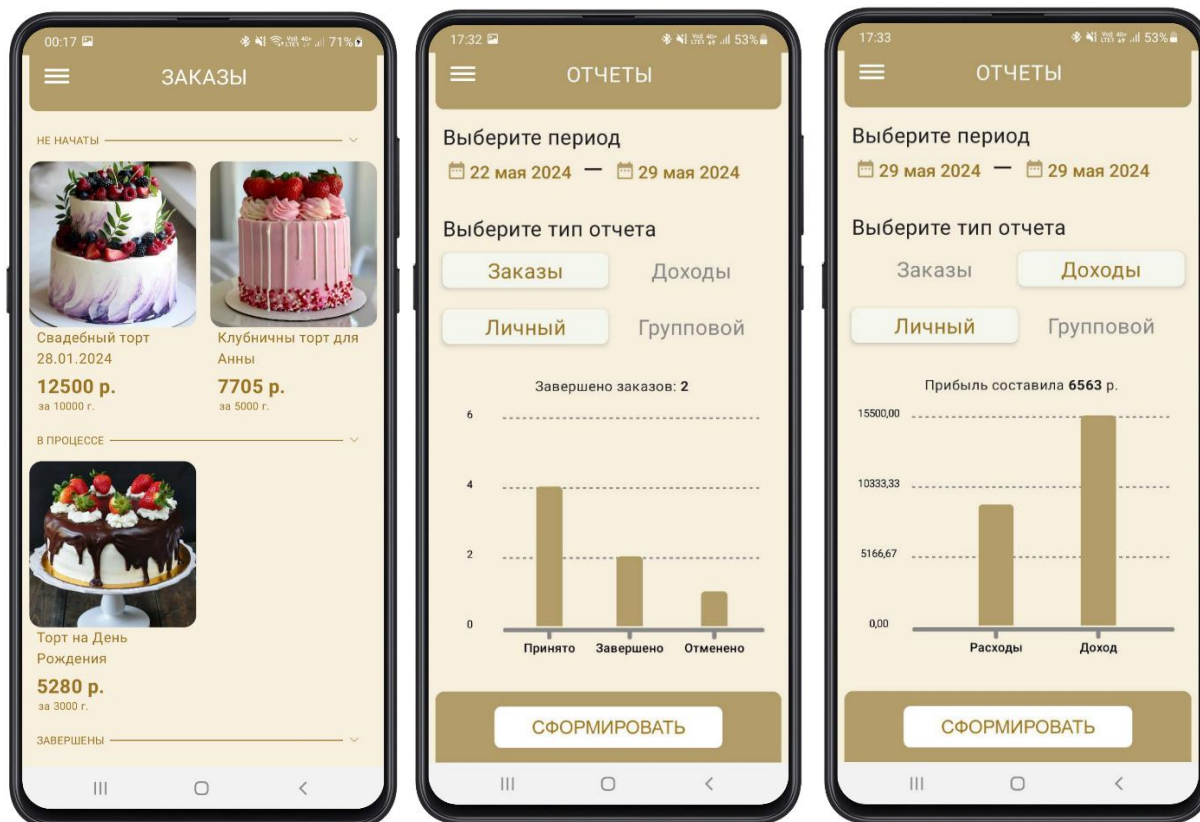 00:17
71%
ЗАКАЗЫ
НЕ НАЧАТЫ
Свадебный торт
28.01.2024
12500 р.
за 10000 г.
Клубничны торт для
Анны
7705 р.
за 5000 г.
В ПРОЦЕССЕ
Торт на День
Рождения
5280 р.
за 3000 г.
ЗАВЕРШЕНЫ
17:32
53%
ОТЧЕТЫ
Выберите период
22 мая 2024 — 29 мая 2024
Выберите тип отчета
Заказы Доходы
Личный Групповой
Завершено заказов: 2
6
4
2
0
Принято Завершено Отменено
СФОРМИРОВАТЬ
17:33
53%
ОТЧЕТЫ
Выберите период
29 мая 2024 — 29 мая 2024
Выберите тип отчета
Заказы Доходы
Личный Групповой
Прибыль составила 6563 р.
15500,00
10333,33
5166,67
0,00
Расходы Доход
СФОРМИРОВАТЬ